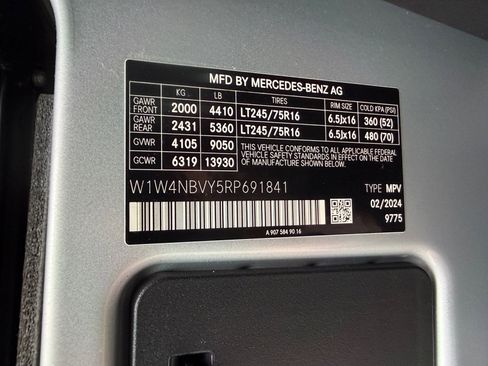 MFD BY MERCEDES-BENZ AG
KG LB TIRES RIM SIZE COLD KPA (PSI)
GAWR FRONT 2000 4410 LT245/75R16 6.5Jx16 360 (52)
GAWR REAR 2431 5360 LT245/75R16 6.5Jx16 480 (70)
GVWR 4105 9050 THIS VEHICLE CONFORMS TO ALL APPLICABLE FEDERAL
GCWR 6319 13930 IN EFFECT ON THE DATE OF MANUFACTURE SHOWN BELOW.
W1W4NBVY5RP691841 TYPE MPV
02/2024
9775
A 907 584 90 16